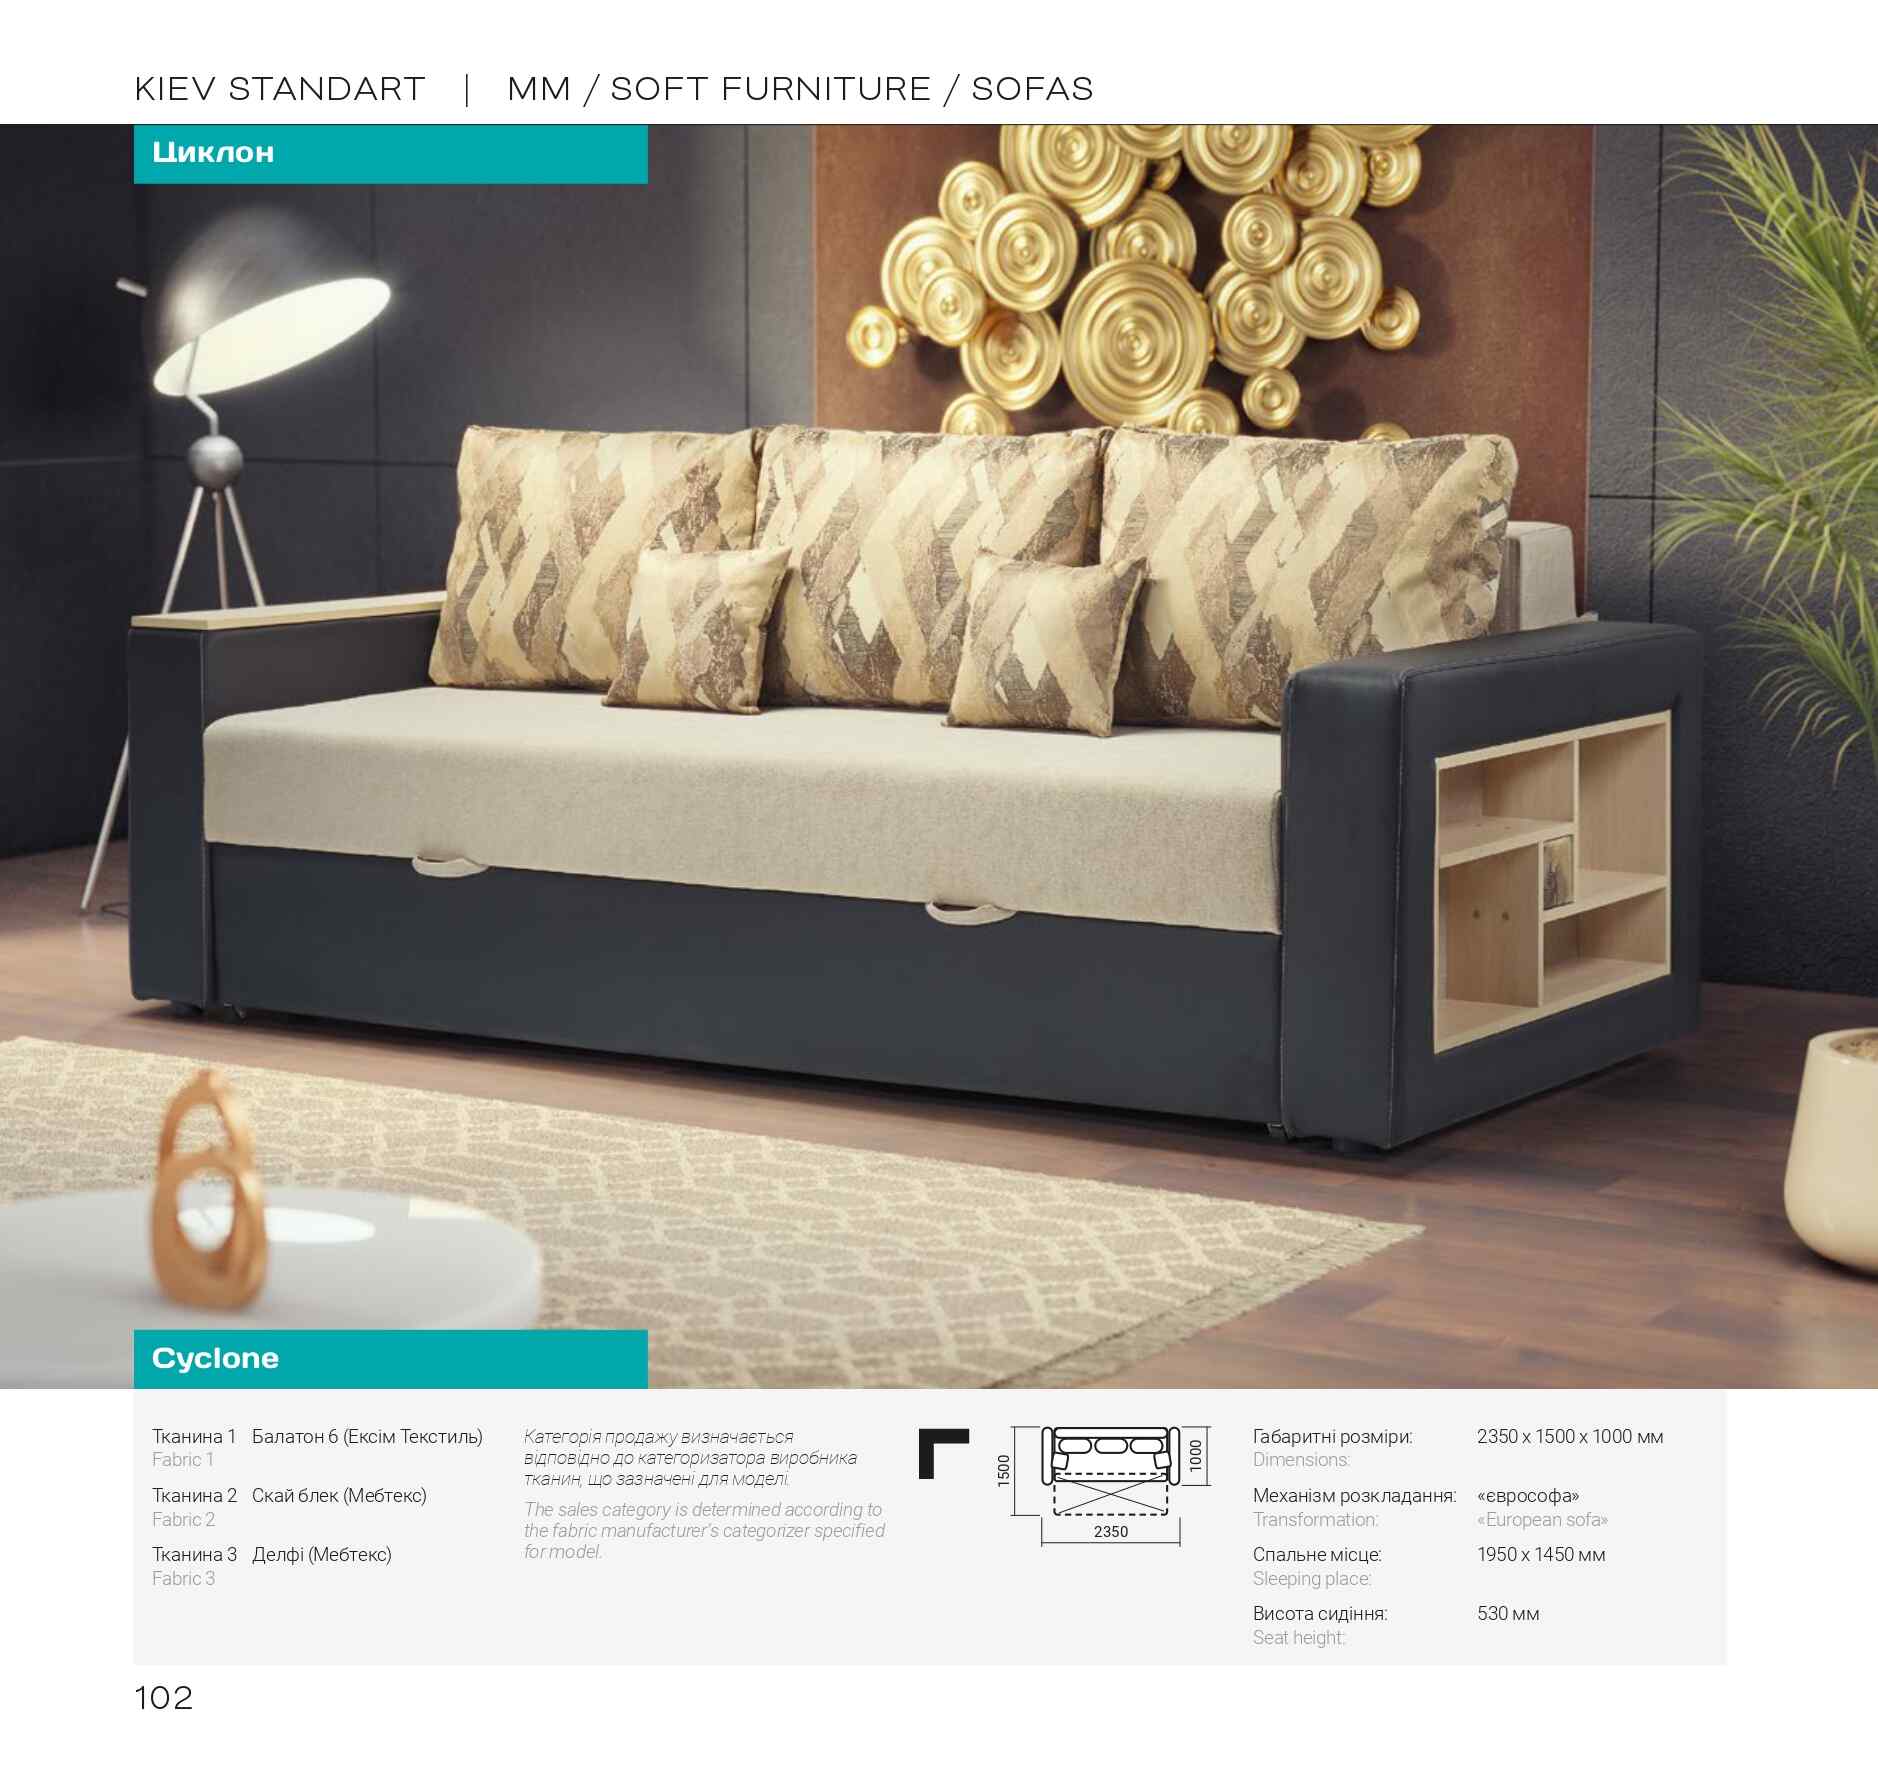 KIEV STANDART | MM / SOFT FURNITURE / SOFAS
Циклон
Cyclone
Тканина 1 Балатон 6 (Ексім Текстиль)
Fabric 1
Тканина 2 Скай блек (Мебтекс)
Fabric 2
Тканина 3 Делфі (Мебтекс)
Fabric 3
Категорія продажу визначається
відповідно до категоризатора виробника
тканин, що зазначені для моделі.
The sales category is determined according to
the fabric manufacturer's categorizer specified
for model.
1500
1000
2350
Габаритні розміри: 2350 x 1500 x 1000 мм
Dimensions:
Механізм розкладання: «єврософа»
Transformation: «European sofa»
Спальне місце: 1950 x 1450 мм
Sleeping place:
Висота сидіння: 530 мм
Seat height:
102